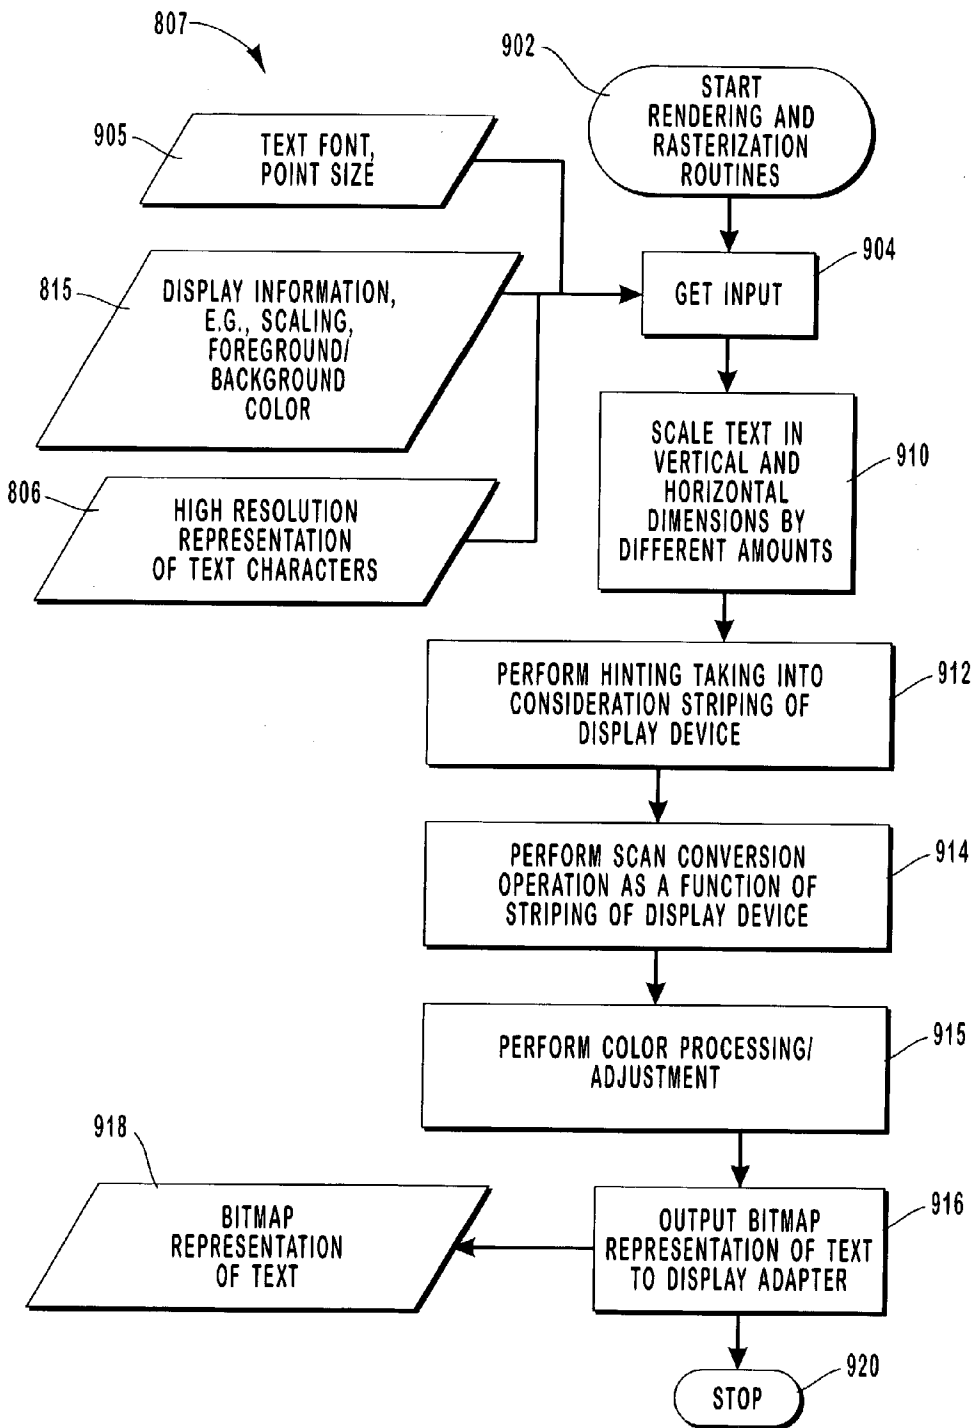 807
902
START
RENDERING AND
RASTERIZATION
ROUTINES
905
TEXT FONT,
POINT SIZE
904
GET INPUT
815
DISPLAY INFORMATION,
E.G., SCALING,
FOREGROUND/
BACKGROUND
COLOR
910
SCALE TEXT IN
VERTICAL AND
HORIZONTAL
DIMENSIONS BY
DIFFERENT AMOUNTS
806
HIGH RESOLUTION
REPRESENTATION
OF TEXT CHARACTERS
912
PERFORM HINTING TAKING INTO
CONSIDERATION STRIPING OF
DISPLAY DEVICE
914
PERFORM SCAN CONVERSION
OPERATION AS A FUNCTION OF
STRIPING OF DISPLAY DEVICE
915
PERFORM COLOR PROCESSING/
ADJUSTMENT
918
BITMAP
REPRESENTATION
OF TEXT
916
OUTPUT BITMAP
REPRESENTATION OF TEXT
TO DISPLAY ADAPTER
920
STOP